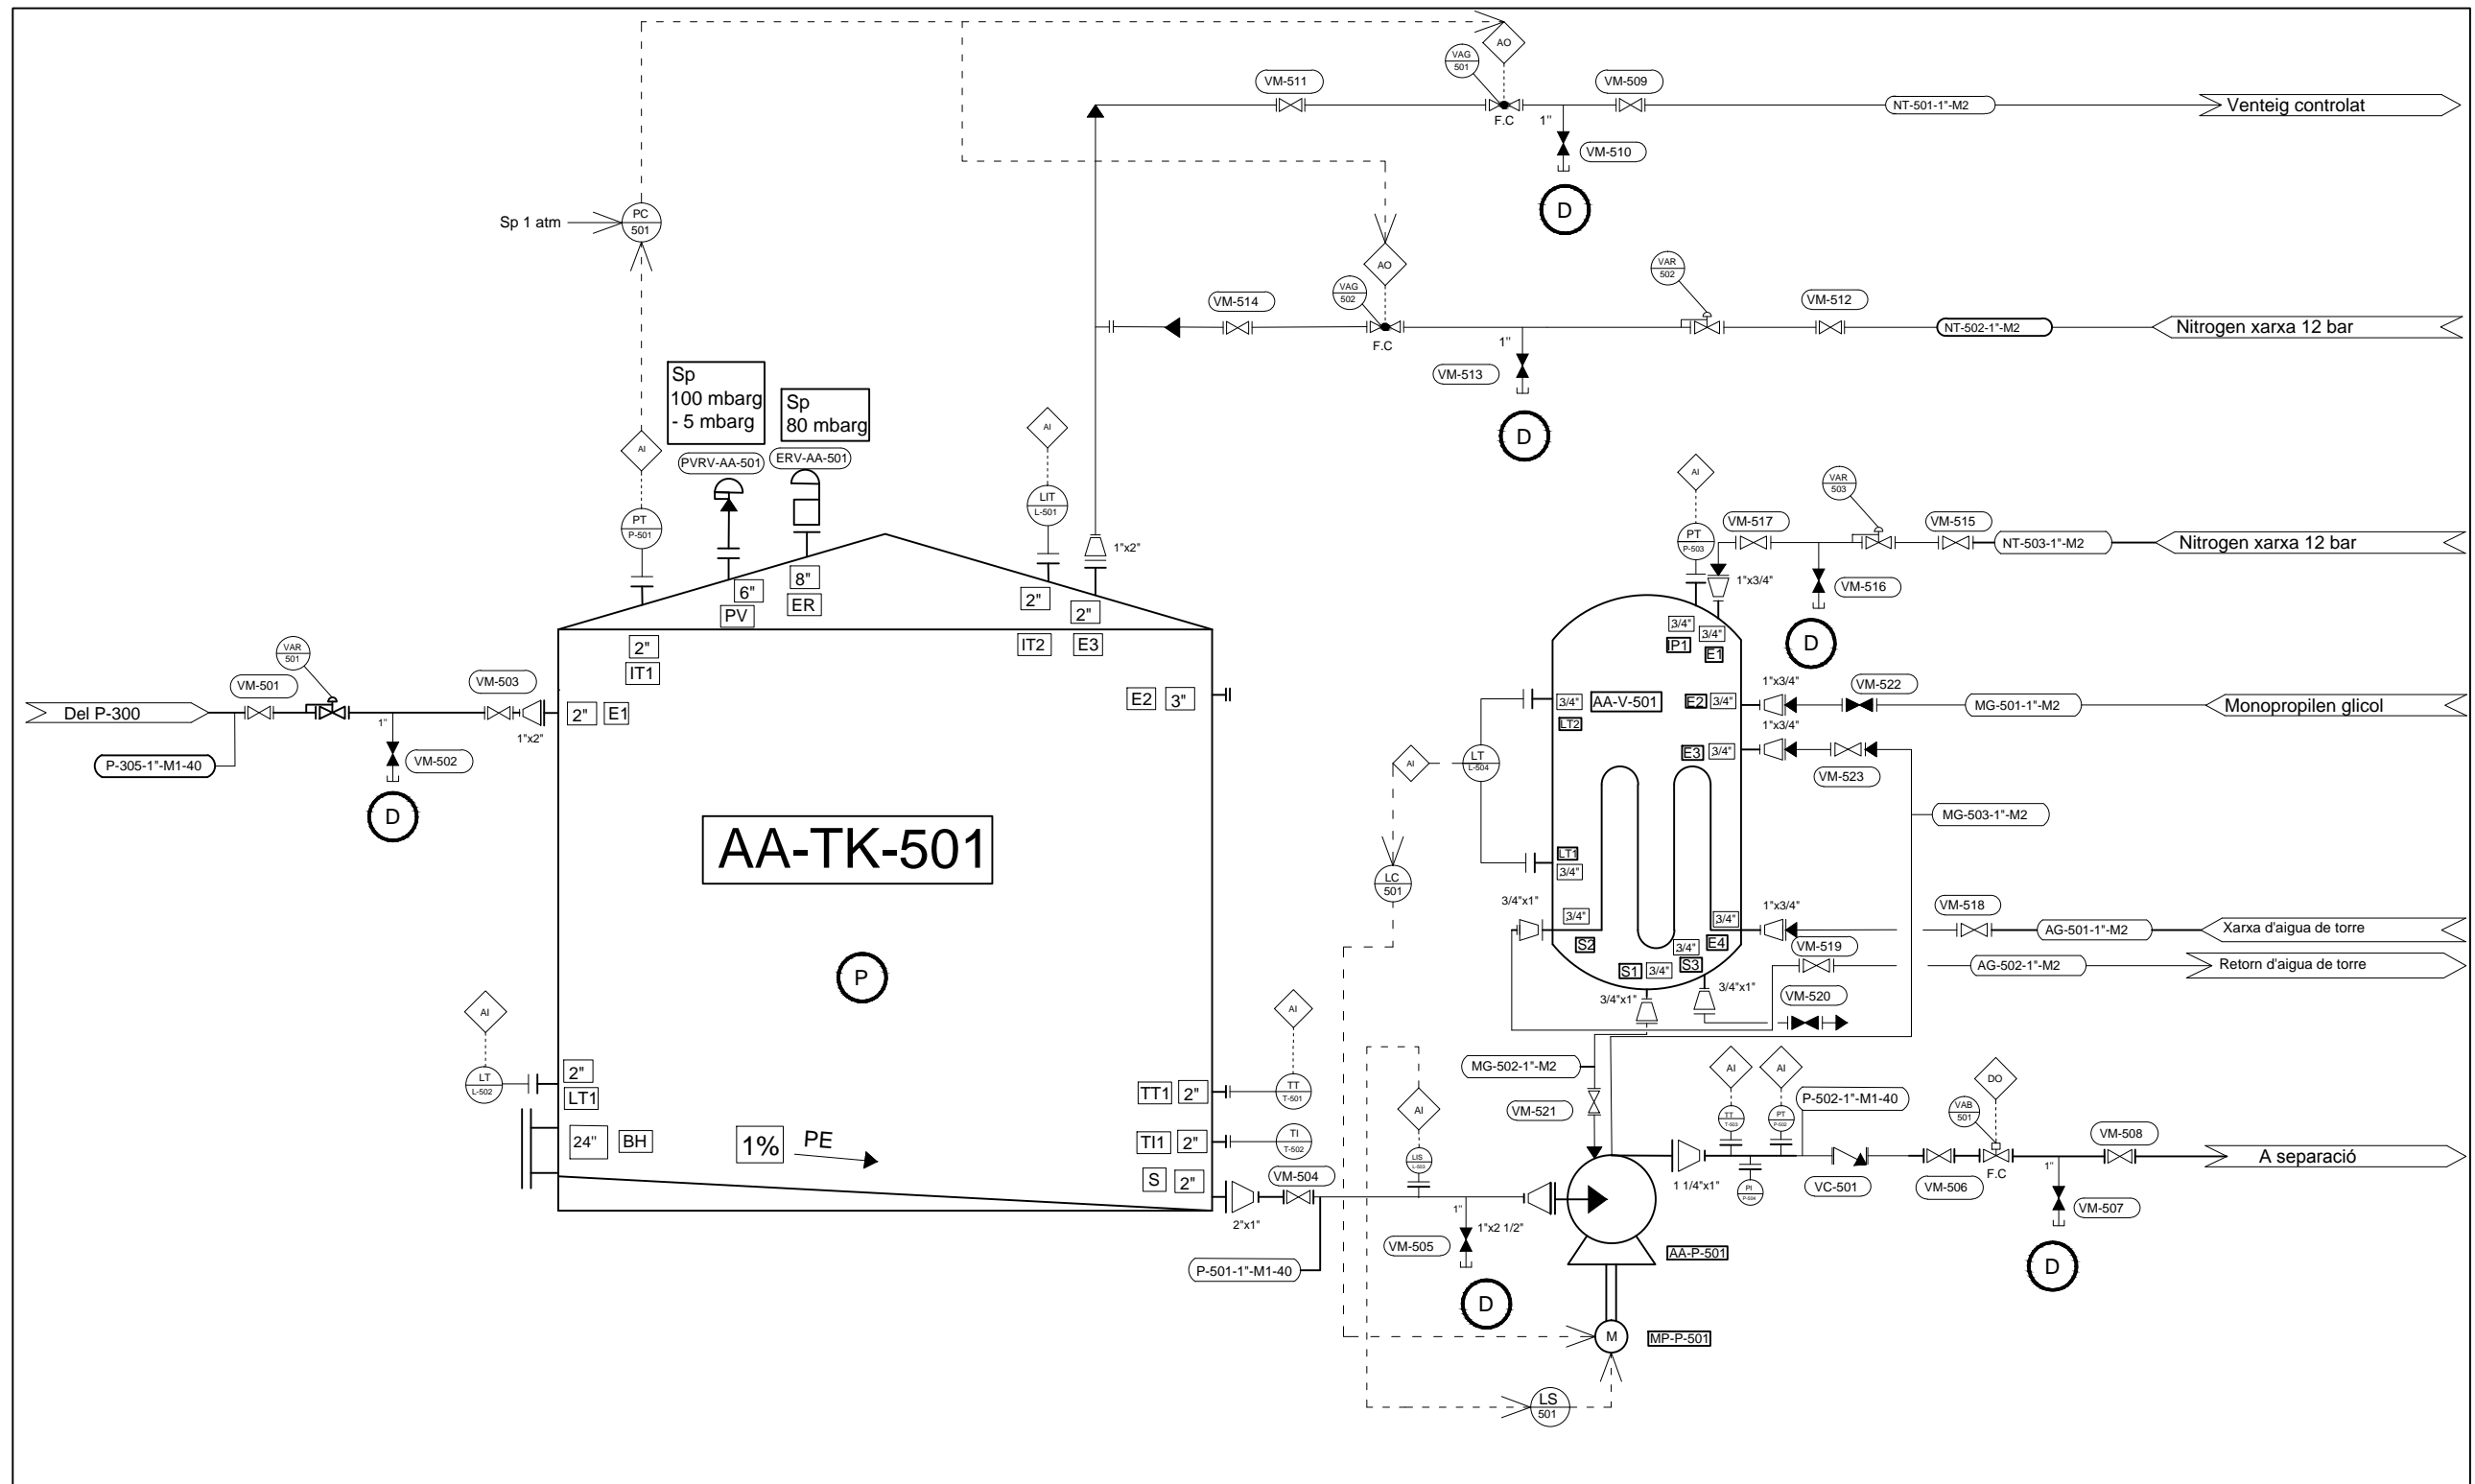 AO
VAG
501
VM-511
VM-509
NT-501-1"-M2
Venteig controlat
F.C
1"
VM-510
D
Sp 1 atm
PC
501
AO
VAG
502
VAR
502
VM-514
VM-512
NT-502-1"-M2
Nitrogen xarxa 12 bar
F.C
1"
VM-513
D
Sp
100 mbarg
- 5 mbarg
Sp
80 mbarg
AI
PVRV-AA-501
ERV-AA-501
AI
PT
P-501
LIT
L-501
1"x2"
AI
VAR
503
PT
P-503
VM-517
VM-515
NT-503-1"-M2
Nitrogen xarxa 12 bar
1"x3/4"
VM-516
D
6"
PV
8"
ER
2"
2"
2"
IT1
IT2
E3
3/4"
IP1
3/4"
E1
VAR
501
VM-501
VM-503
Del P-300
2"
E1
1"x2"
1"
P-305-1"-M1-40
VM-502
D
E2
3"
3/4"
LT2
AA-V-501
E2
3/4"
1"x3/4"
VM-522
MG-501-1"-M2
Monopropilen glicol
E3
3/4"
1"x3/4"
VM-523
AI
LT
L-504
MG-503-1"-M2
AA-TK-501
LC
501
LT1
3/4"
3/4"x1"
3/4"
S2
3/4"
E4
1"x3/4"
VM-518
AG-501-1"-M2
Xarxa d'aigua de torre
VM-519
AG-502-1"-M2
Retorn d'aigua de torre
3/4"
S3
S1
3/4"
3/4"x1"
3/4"x1"
VM-520
P
AI
AI
LT
L-502
2"
LT1
TT1
2"
TT
T-501
TI1
2"
TI
T-502
24"
BH
1%
PE
S
2"
VM-504
2"x1"
P-501-1"-M1-40
AI
LIS
L-503
1"
VM-505
1"x2 1/2"
D
MG-502-1"-M2
VM-521
AI
AI
TT
T-503
PT
P-502
P-502-1"-M1-40
DO
VAB
501
VM-508
A separació
1 1/4"x1"
PI
P-504
VC-501
VM-506
F.C
1"
VM-507
D
AA-P-501
M
MP-P-501
LS
501